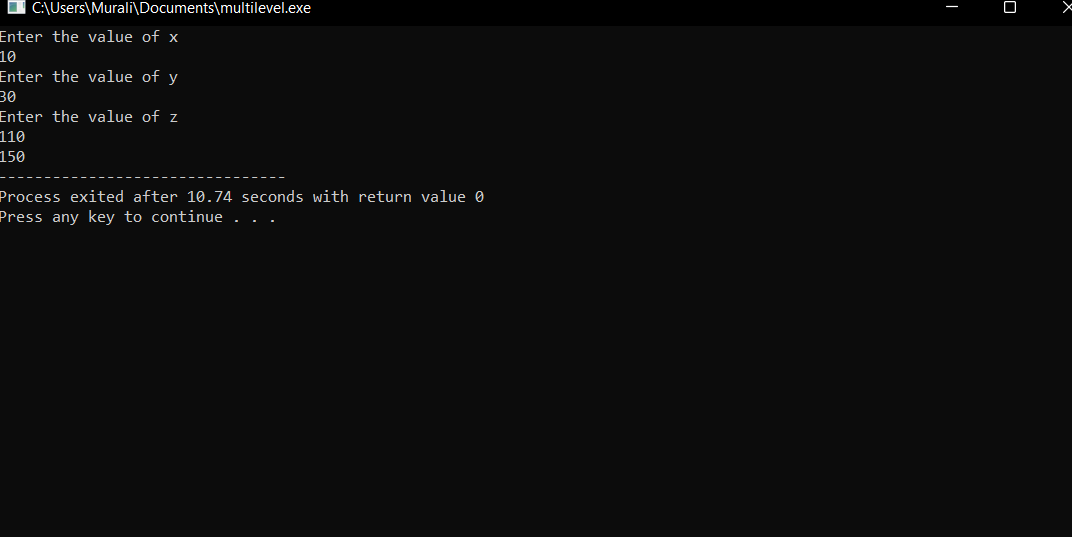 C:\Users\Murali\Documents\multilevel.exe
Enter the value of x
10
Enter the value of y
30
Enter the value of z
110
150
--------------------------------
Process exited after 10.74 seconds with return value 0
Press any key to continue . . .